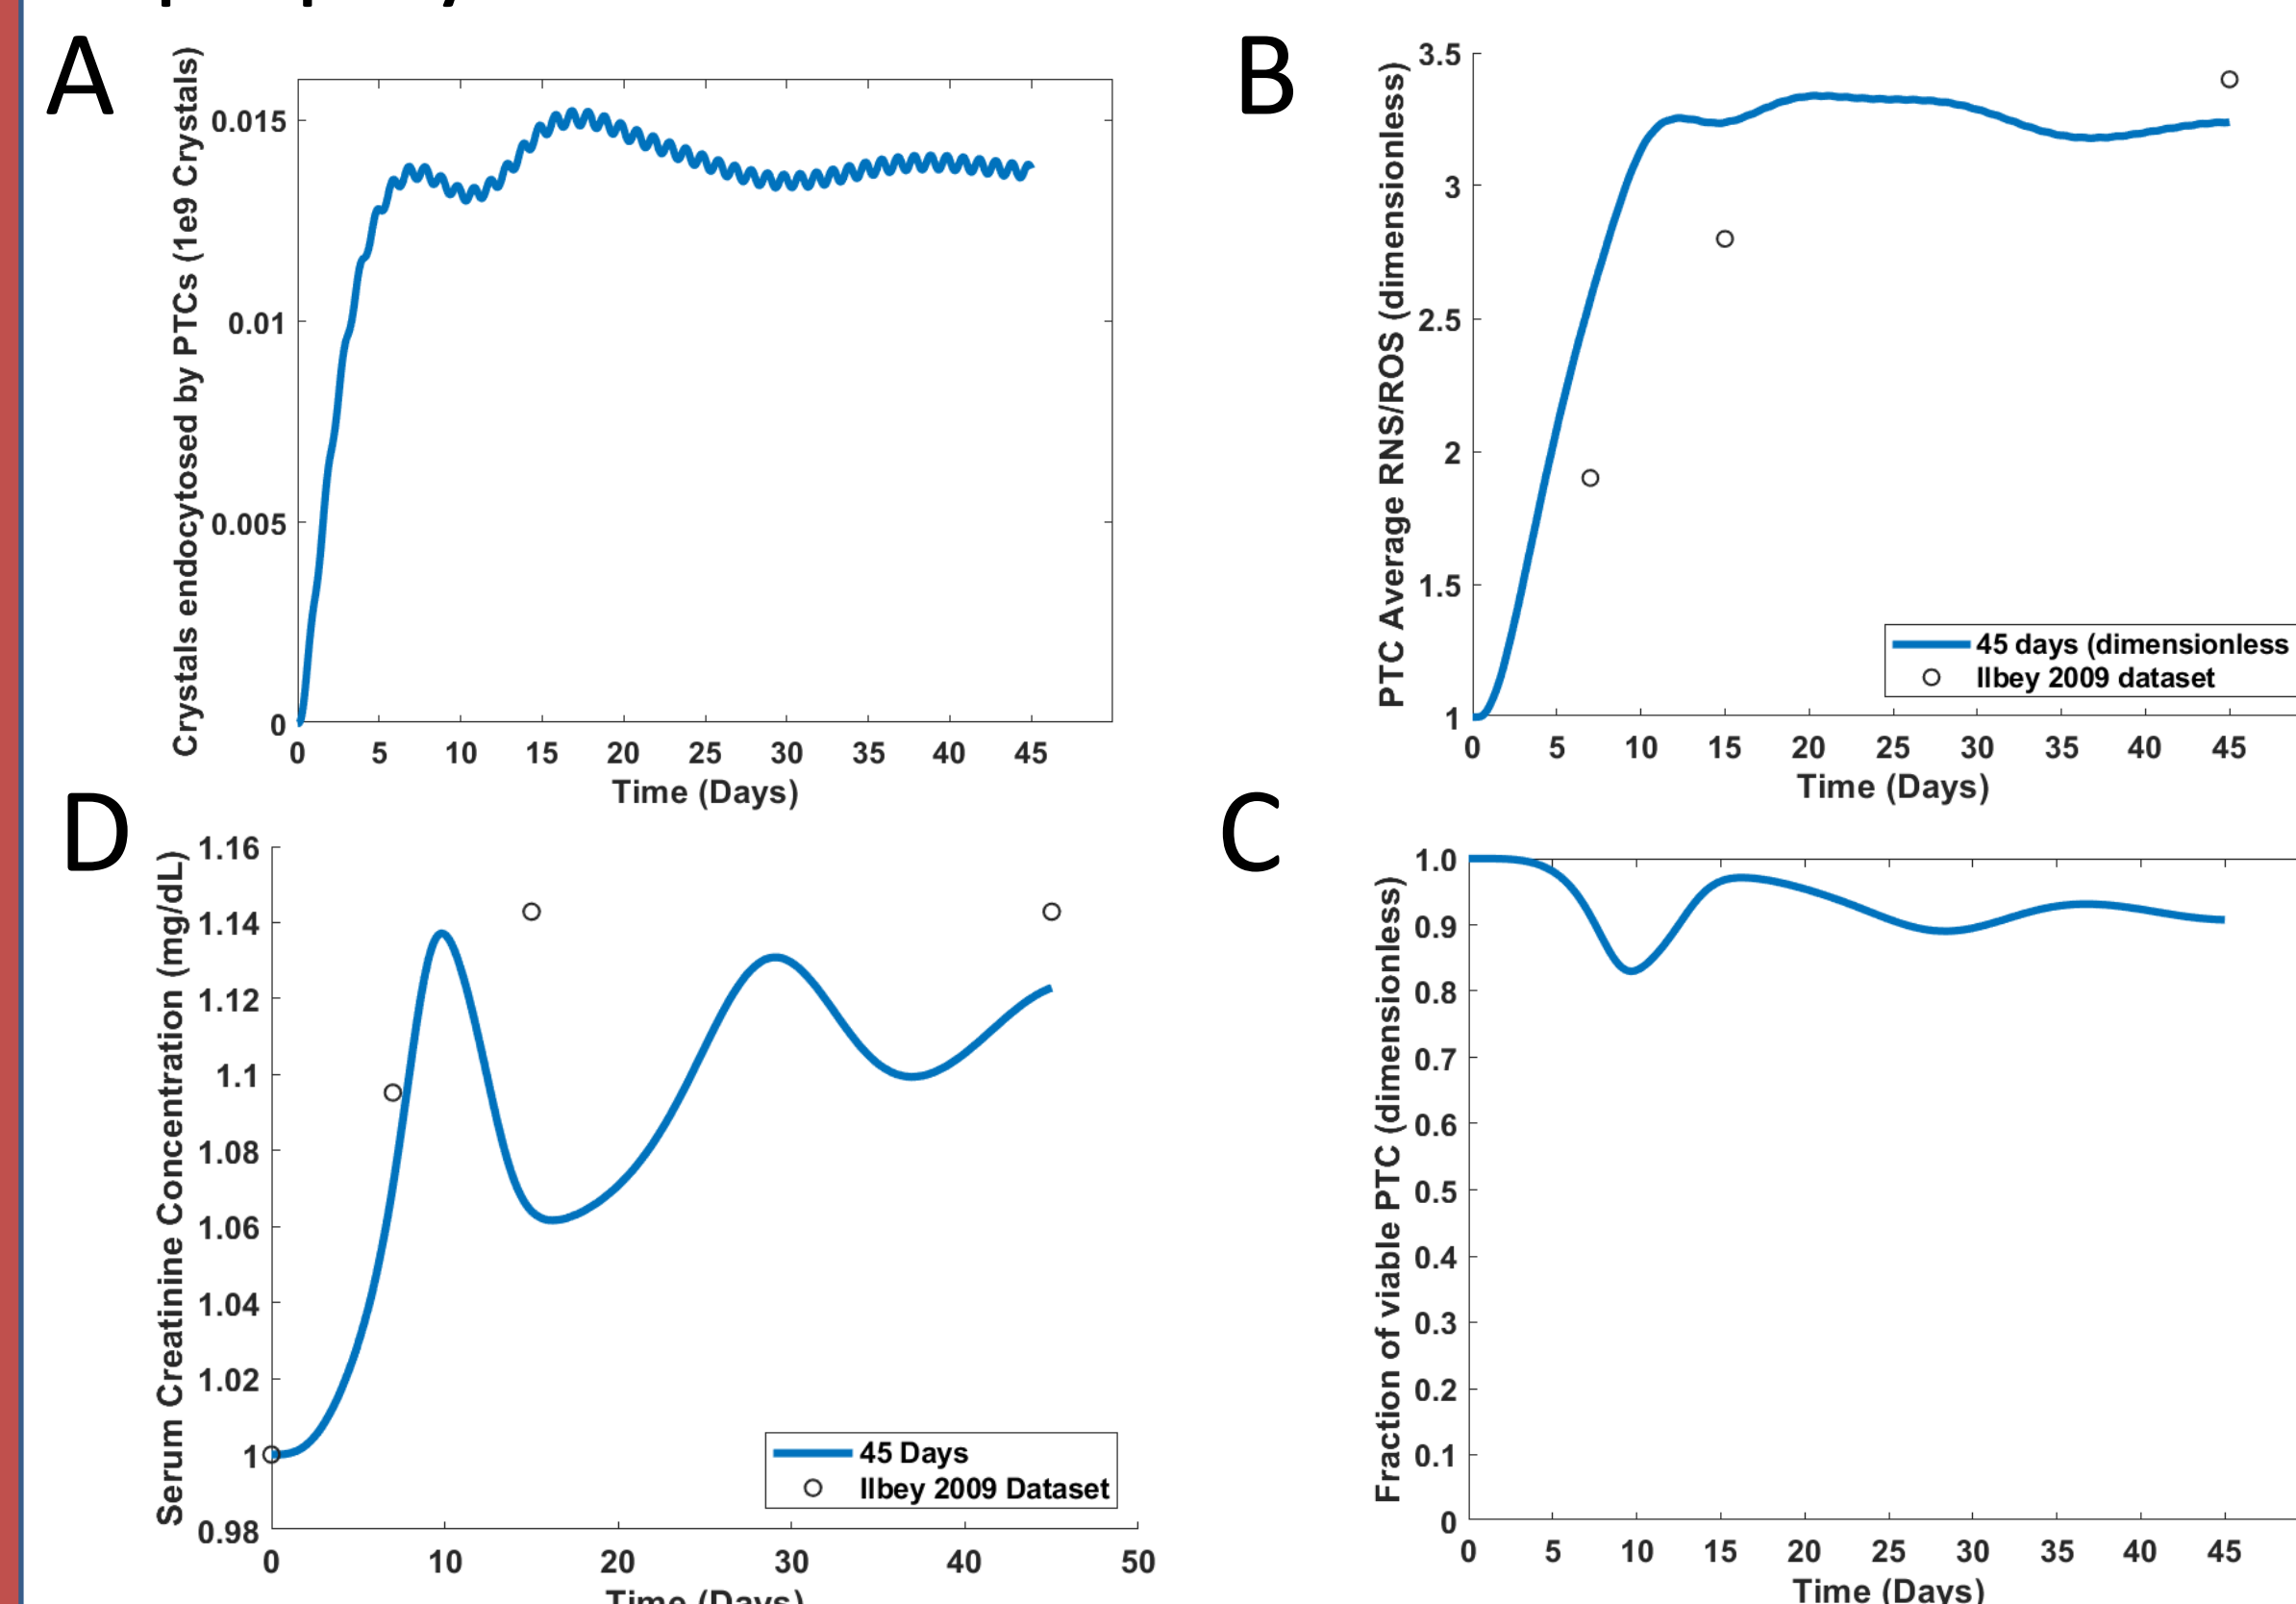 A
Crystals endocytosed by PTCs (1e9 Crystals)
0.015
0.01
0.005
0
0 5 10 15 20 25 30 35 40 45
Time (Days)
B
PTC Average RNS/ROS (dimensionless)
3.5
3
2.5
2
1.5
1
0 5 10 15 20 25 30 35 40 45
Time (Days)
45 days (dimensionless
Ilbey 2009 dataset
D
Serum Creatinine Concentration (mg/dL)
1.16
1.14
1.12
1.1
1.08
1.06
1.04
1.02
1
0.98
0 10 20 30 40 50
Time (Days)
45 Days
Ilbey 2009 Dataset
C
Fraction of viable PTC (dimensionless)
1.0
0.9
0.8
0.7
0.6
0.5
0.4
0.3
0.2
0.1
0
0 5 10 15 20 25 30 35 40 45
Time (Days)